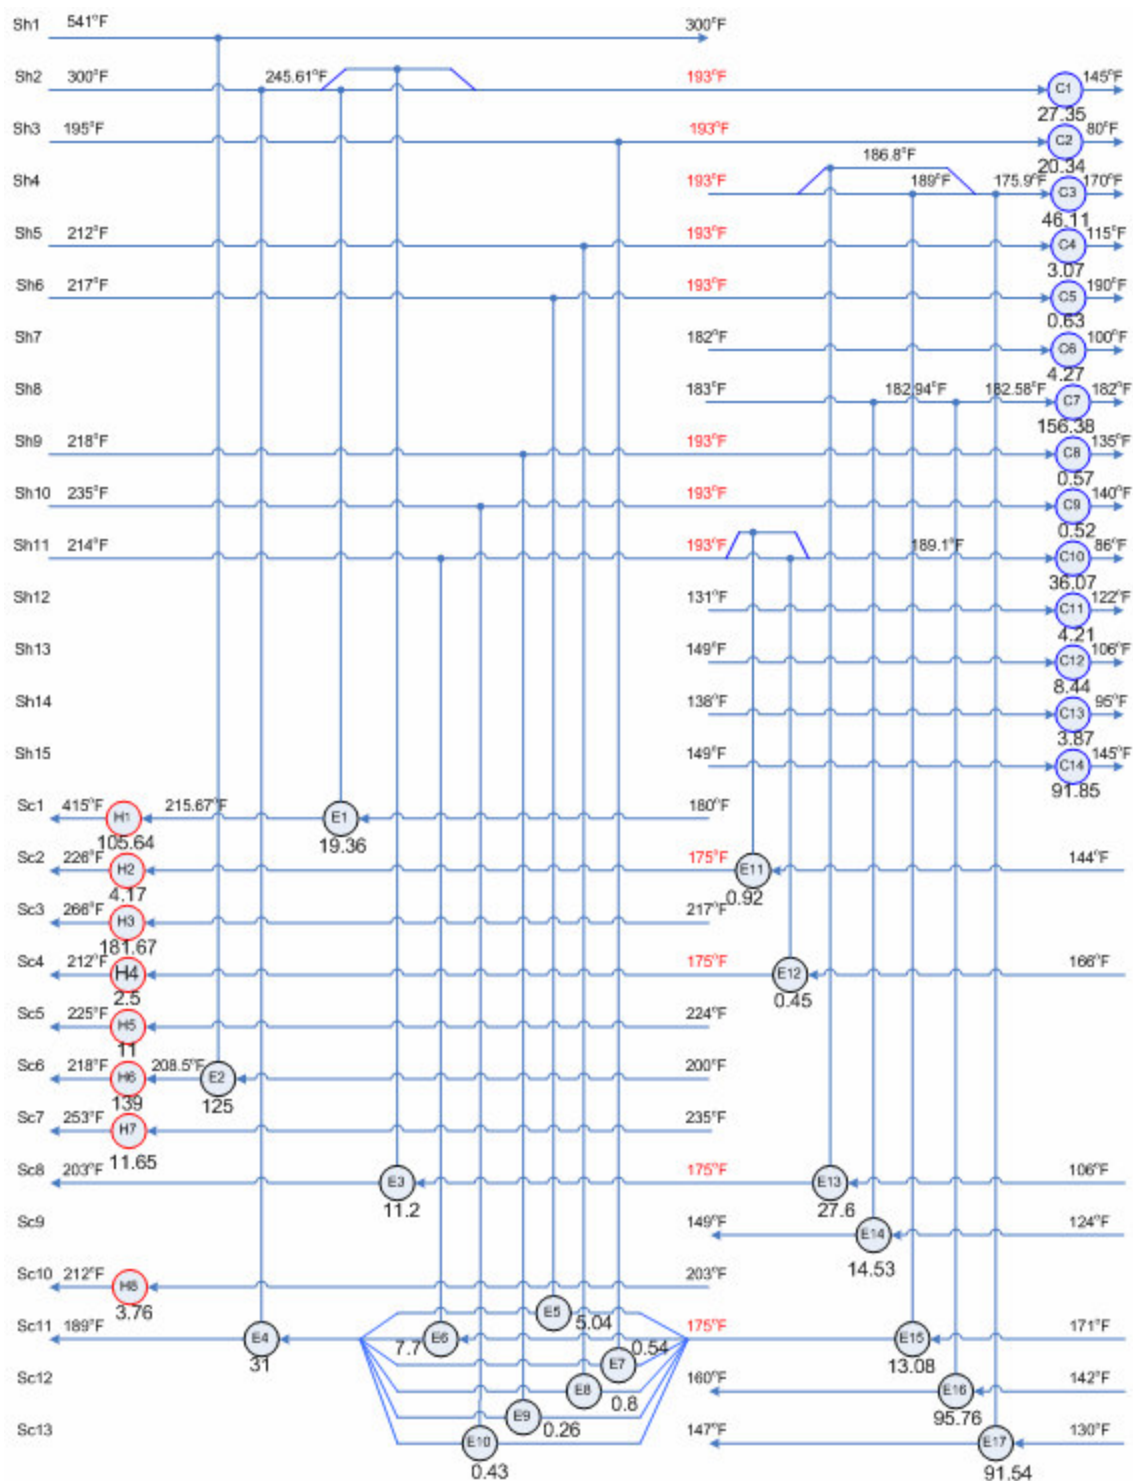 Sh1 541°F 300°F
Sh2 300°F 245.61°F 193°F C1 145°F
27.35
Sh3 195°F 193°F C2 80°F
20.34
186.8°F
Sh4 193°F 189°F 175.9°F C3 170°F
46.11
Sh5 212°F 193°F C4 115°F
3.07
Sh6 217°F 193°F C5 190°F
0.63
Sh7 182°F C6 100°F
4.27
Sh8 183°F 182.94°F 182.58°F C7 182°F
156.38
Sh9 218°F 193°F C8 135°F
0.57
Sh10 235°F 193°F C9 140°F
0.52
Sh11 214°F 193°F 189.1°F C10 86°F
36.07
Sh12 131°F C11 122°F
4.21
Sh13 149°F C12 106°F
8.44
Sh14 138°F C13 95°F
3.87
Sh15 149°F C14 145°F
91.85
Sc1 415°F H1 215.67°F E1 180°F
105.64 19.36
Sc2 226°F H2 175°F E11 144°F
4.17 0.92
Sc3 266°F H3 217°F
181.67
Sc4 212°F H4 175°F E12 166°F
2.5 0.45
Sc5 225°F H5 224°F
11
Sc6 218°F H6 208.5°F E2 200°F
139 125
Sc7 253°F H7 235°F
11.65
Sc8 203°F E3 175°F E13 106°F
11.2 27.6
Sc9 149°F E14 124°F
14.53
Sc10 212°F H8 203°F
3.76 E5 5.04
Sc11 189°F E4 E6 175°F E15 171°F
31 7.7 0.54 13.08
E7
Sc12 E8 160°F E16 142°F
0.8 95.76
E9 0.26
Sc13 E10 147°F E17 130°F
0.43 91.54